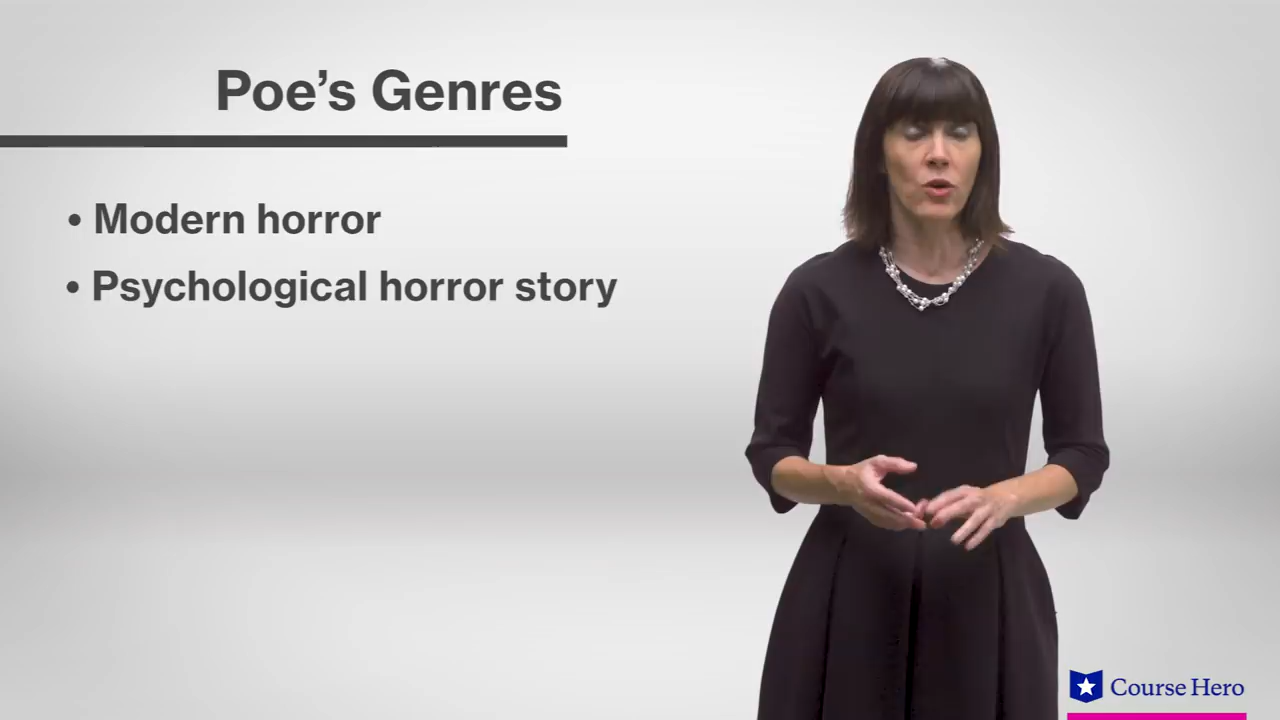 Poe’s Genres
• Modern horror
• Psychological horror story
Course Hero